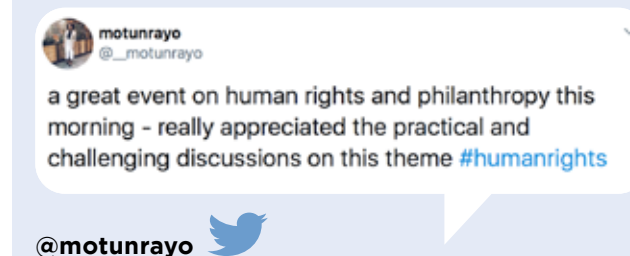 motunrayo
@__motunrayo
a great event on human rights and philanthropy this
morning - really appreciated the practical and
challenging discussions on this theme #humanrights
@motunrayo